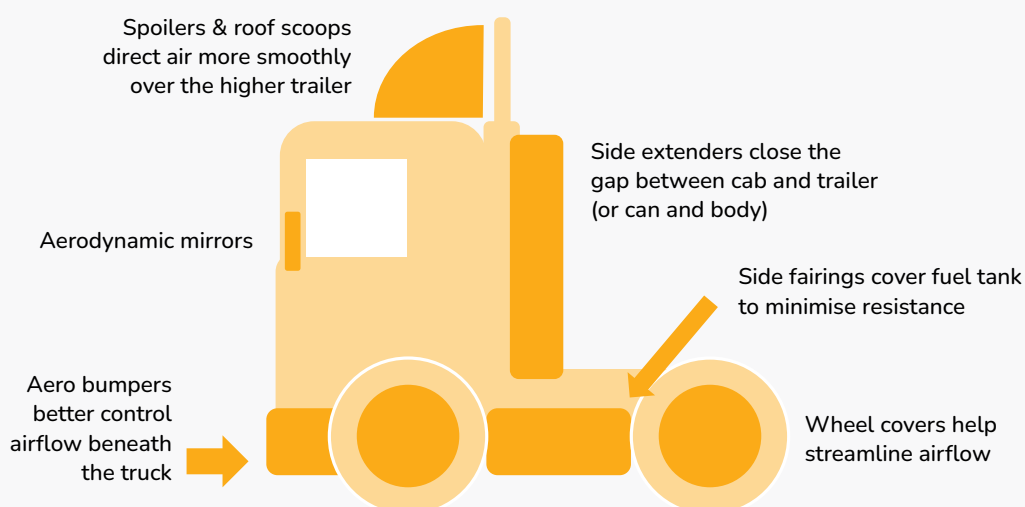 Spoilers & roof scoops
direct air more smoothly
over the higher trailer
Side extenders close the
gap between cab and trailer
(or can and body)
Aerodynamic mirrors
Side fairings cover fuel tank
to minimise resistance
Aero bumpers
better control
airflow beneath
the truck
Wheel covers help
streamline airflow